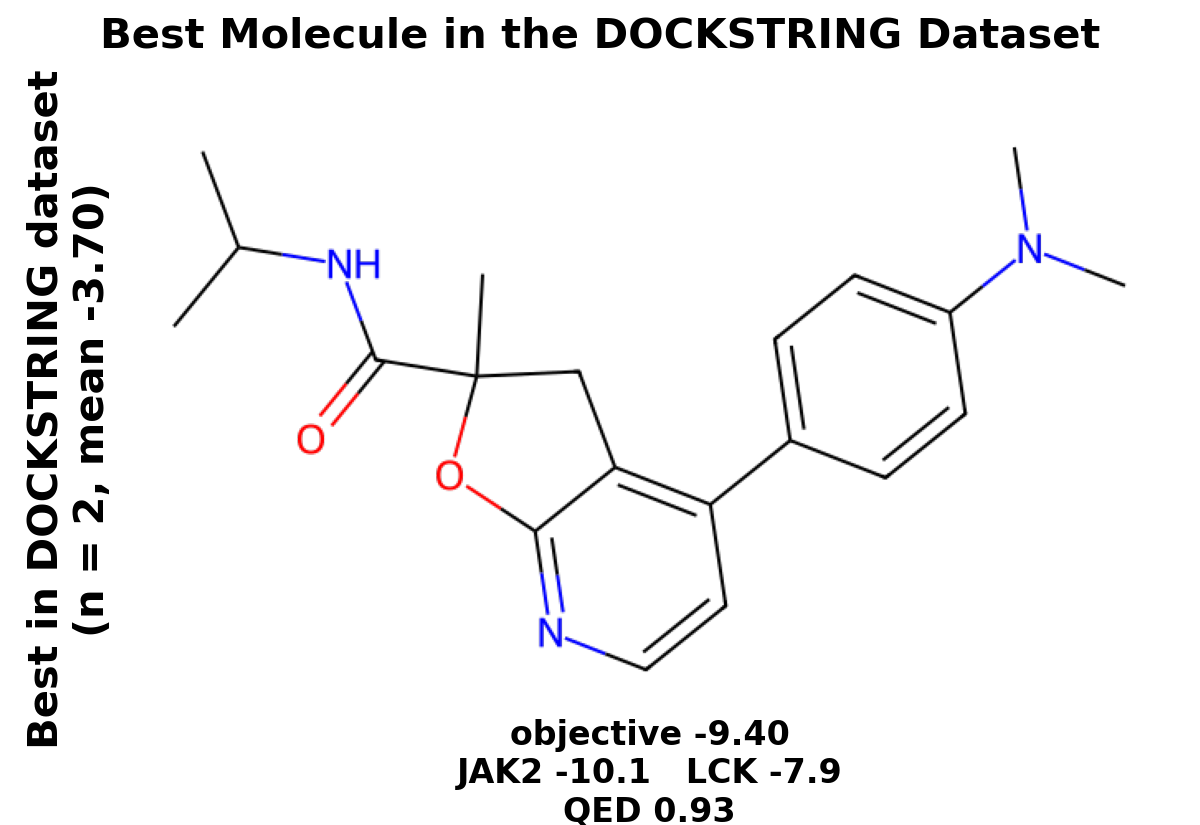 Best Molecule in the DOCKSTRING Dataset
Best in DOCKSTRING dataset
(n = 2, mean -3.70)
NH
O
O
N
N
objective -9.40
JAK2 -10.1 LCK -7.9
QED 0.93